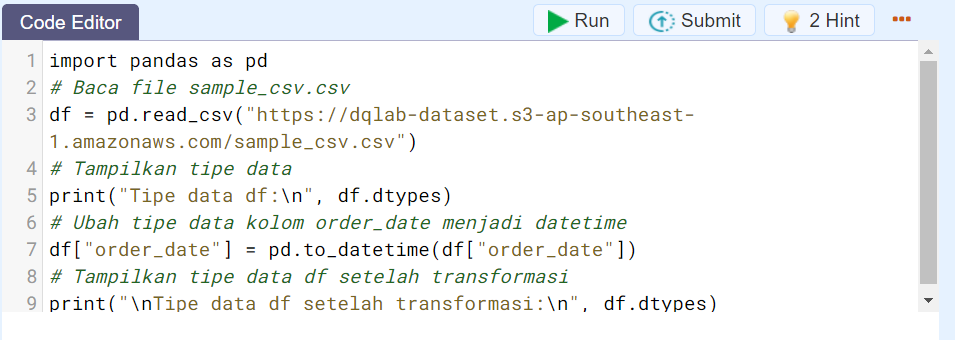 Code Editor Run Submit 2 Hint
1 import pandas as pd
2 # Baca file sample_csv.csv
3 df = pd.read_csv("https://dqlab-dataset.s3-ap-southeast-
1.amazonaws.com/sample_csv.csv")
4 # Tampilkan tipe data
5 print("Tipe data df:\n", df.dtypes)
6 # Ubah tipe data kolom order_date menjadi datetime
7 df["order_date"] = pd.to_datetime(df["order_date"])
8 # Tampilkan tipe data df setelah transformasi
9 print("\nTipe data df setelah transformasi:\n", df.dtypes)